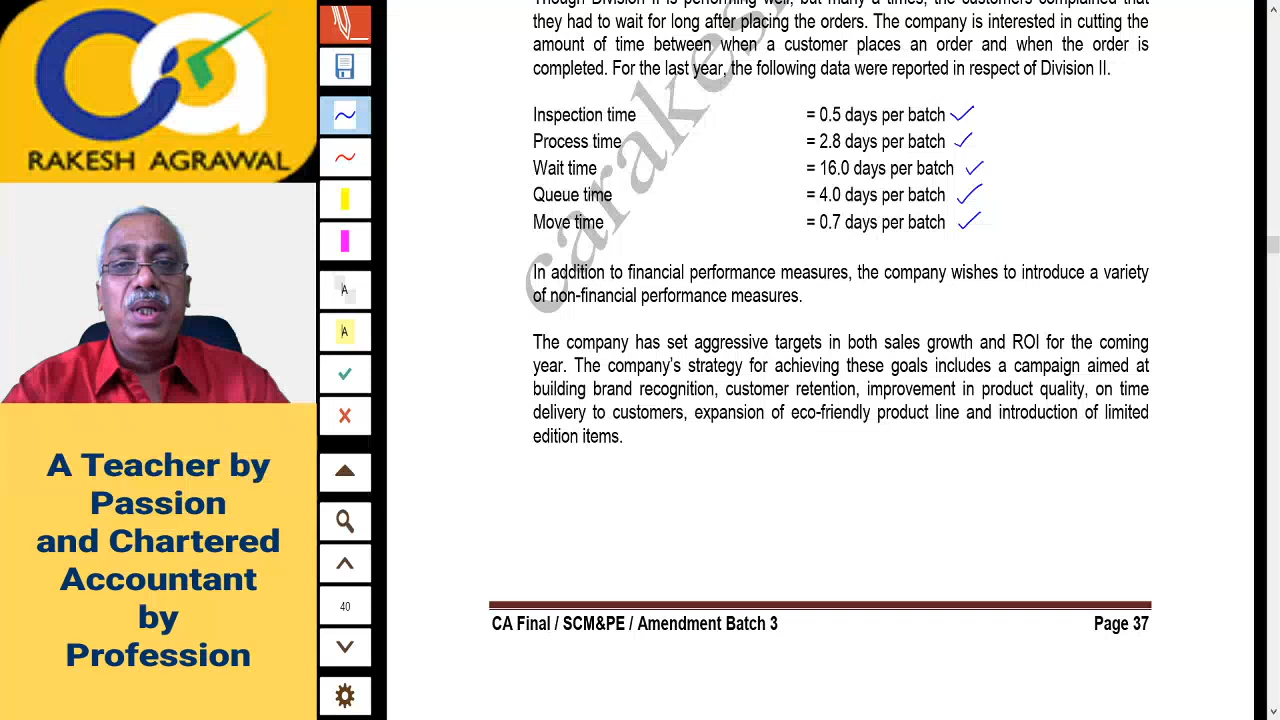 Though Division II is performing well, but many a times, the customers complained that
they had to wait for long after placing the orders. The company is interested in cutting the
amount of time between when a customer places an order and when the order is
completed. For the last year, the following data were reported in respect of Division II.
Inspection time = 0.5 days per batch
Process time = 2.8 days per batch
Wait time = 16.0 days per batch
Queue time = 4.0 days per batch
Move time = 0.7 days per batch
In addition to financial performance measures, the company wishes to introduce a variety
of non-financial performance measures.
The company has set aggressive targets in both sales growth and ROI for the coming
year. The company's strategy for achieving these goals includes a campaign aimed at
building brand recognition, customer retention, improvement in product quality, on time
delivery to customers, expansion of eco-friendly product line and introduction of limited
edition items.
CA Final / SCM&PE / Amendment Batch 3 Page 37
carakes
RAKESH AGRAWAL
A Teacher by
Passion
and Chartered
Accountant
by
Profession
A
A
40